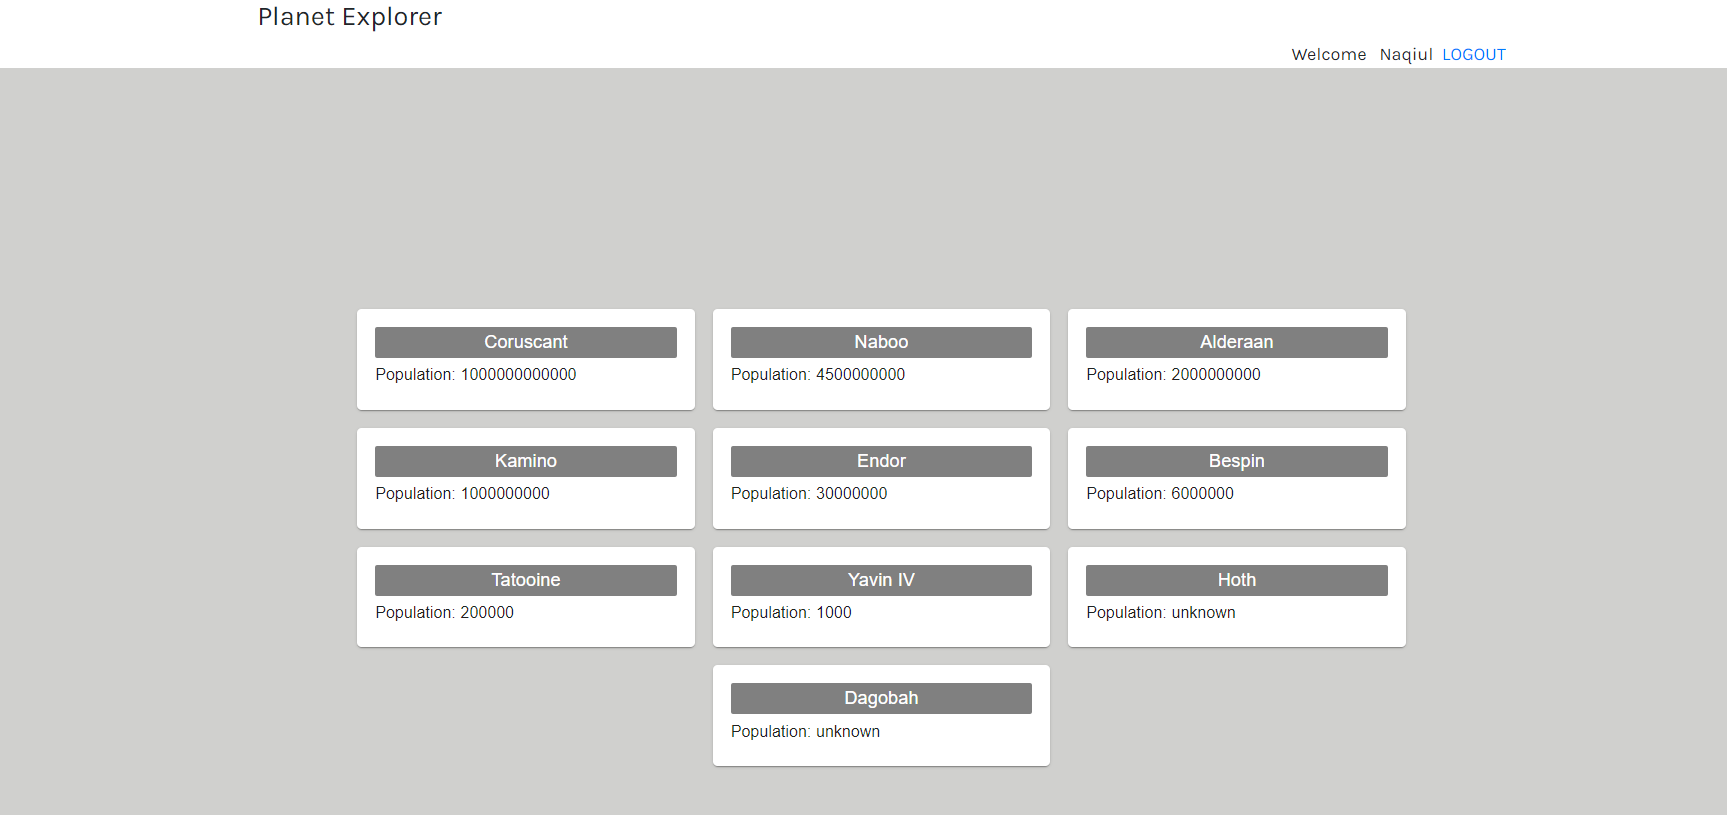 Planet Explorer
Welcome Naqiul LOGOUT
Coruscant
Population: 1000000000000
Naboo
Population: 4500000000
Alderaan
Population: 2000000000
Kamino
Population: 1000000000
Endor
Population: 30000000
Bespin
Population: 6000000
Tatooine
Population: 200000
Yavin IV
Population: 1000
Hoth
Population: unknown
Dagobah
Population: unknown